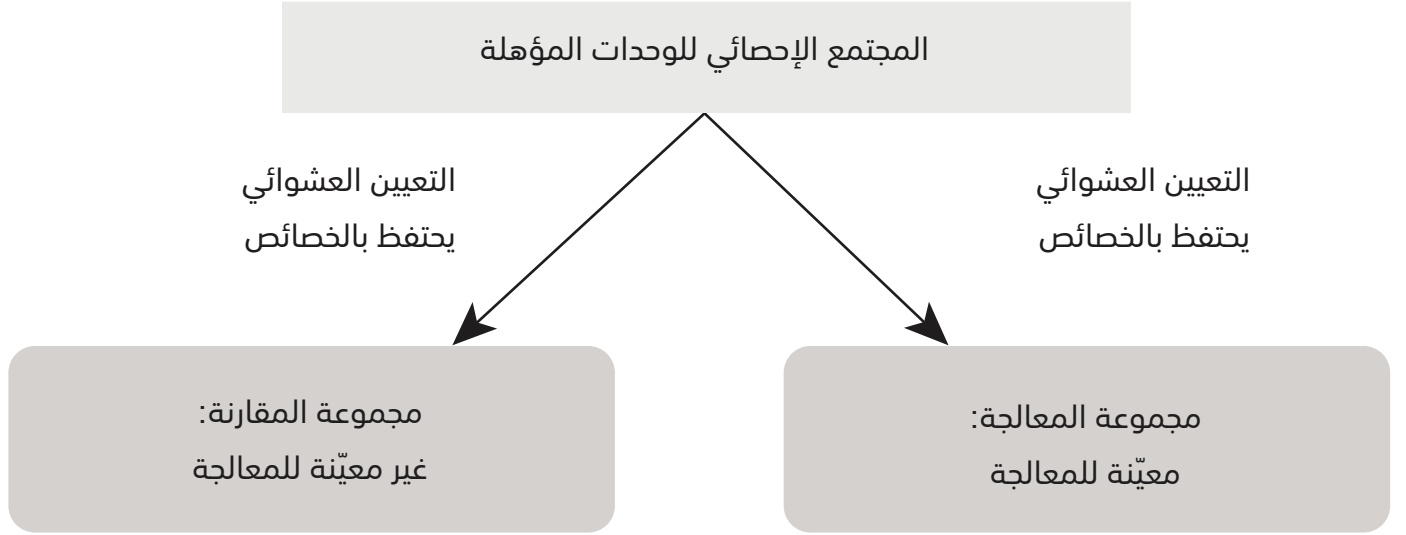 المجتمع الإحصائي للوحدات المؤهلة
التعيين العشوائي
يحتفظ بالخصائص
التعيين العشوائي
يحتفظ بالخصائص
مجموعة المعالجة:
معيّنة للمعالجة
مجموعة المقارنة:
غير معيّنة للمعالجة